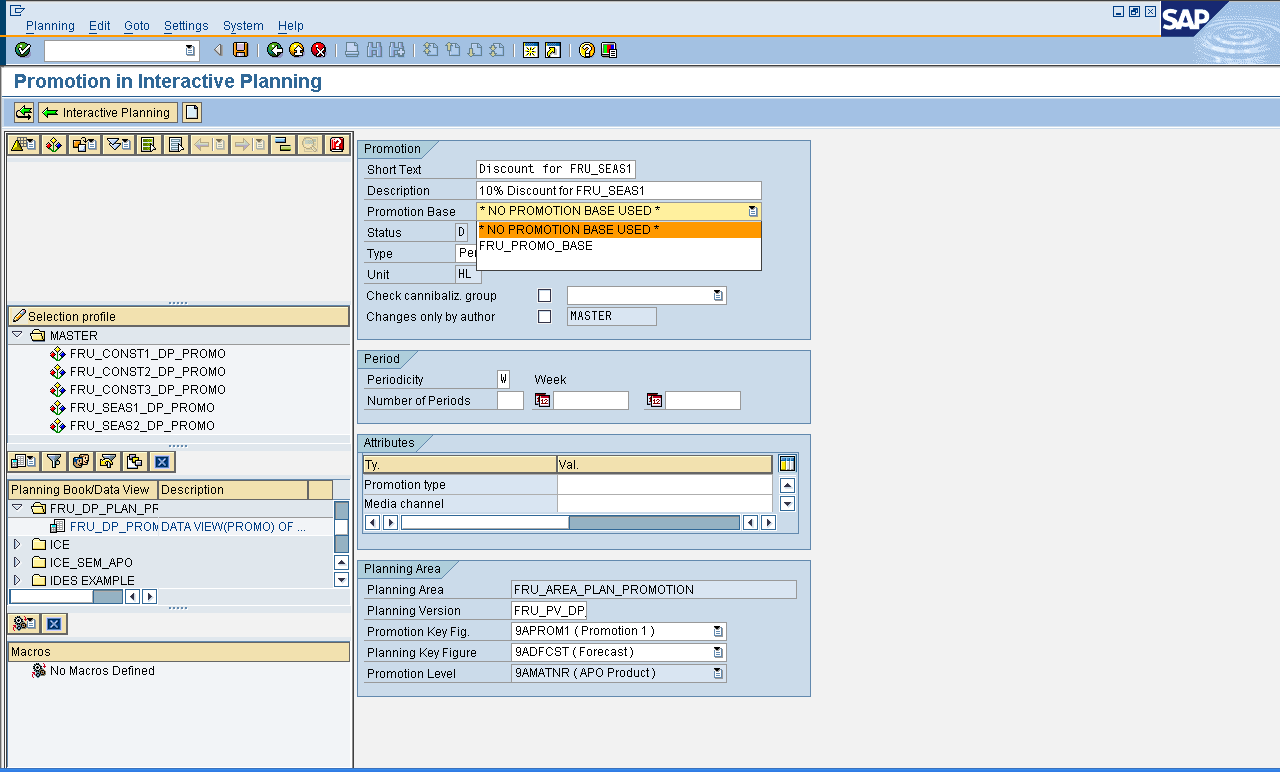 Planning Edit Goto Settings System Help
SAP
Promotion in Interactive Planning
Interactive Planning
Selection profile
MASTER
FRU_CONST1_DP_PROMO
FRU_CONST2_DP_PROMO
FRU_CONST3_DP_PROMO
FRU_SEAS1_DP_PROMO
FRU_SEAS2_DP_PROMO
Planning Book/Data View Description
FRU_DP_PLAN_PF
FRU_DP_PROM DATA VIEW(PROMO) OF ...
ICE
ICE_SEM_APO
IDES EXAMPLE
Macros
No Macros Defined
Promotion
Short Text Discount for FRU_SEAS1
Description 10% Discount for FRU_SEAS1
Promotion Base * NO PROMOTION BASE USED *
* NO PROMOTION BASE USED *
FRU_PROMO_BASE
Status D
Type Per
Unit HL
Check cannibaliz. group
Changes only by author MASTER
Period
Periodicity W Week
Number of Periods
Attributes
Ty. Val.
Promotion type
Media channel
Planning Area
Planning Area FRU_AREA_PLAN_PROMOTION
Planning Version FRU_PV_DP
Promotion Key Fig. 9APROM1 ( Promotion 1 )
Planning Key Figure 9ADFCST ( Forecast )
Promotion Level 9AMATNR ( APO Product )